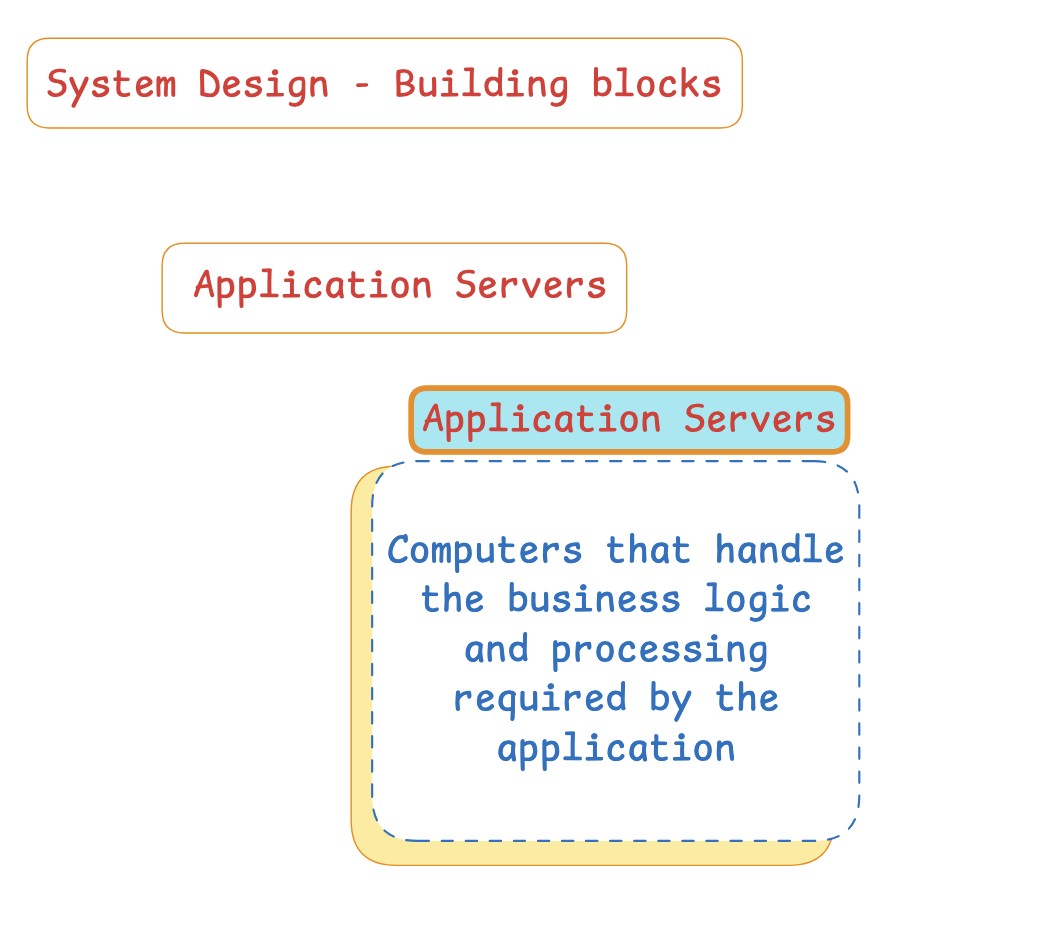 System Design - Building blocks
Application Servers
Application Servers
Computers that handle
the business logic
and processing
required by the
application